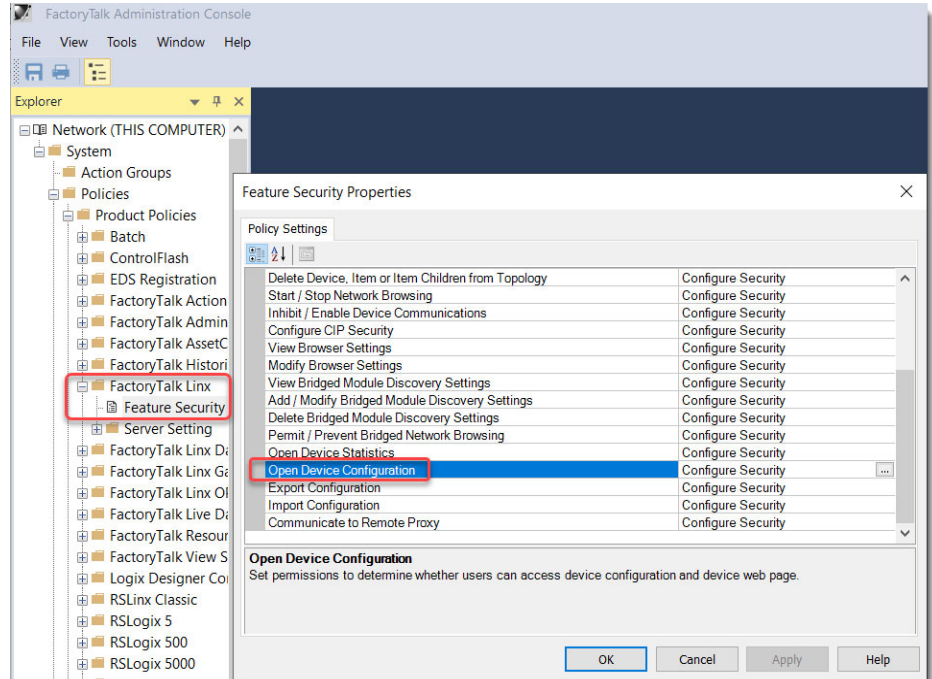 FactoryTalk Administration Console
File View Tools Window Help
Explorer
Network (THIS COMPUTER)
System
Action Groups
Policies
Product Policies
Batch
ControlFlash
EDS Registration
FactoryTalk Action
FactoryTalk Admin
FactoryTalk AssetC
FactoryTalk Histori
FactoryTalk Linx
Feature Security
Server Setting
FactoryTalk Linx Da
FactoryTalk Linx Ga
FactoryTalk Linx OP
FactoryTalk Live Da
FactoryTalk Resour
FactoryTalk View S
Logix Designer Co
RSLinx Classic
RSLogix 5
RSLogix 500
RSLogix 5000
Feature Security Properties
Policy Settings
Delete Device, Item or Item Children from Topology Configure Security
Start / Stop Network Browsing Configure Security
Inhibit / Enable Device Communications Configure Security
Configure CIP Security Configure Security
View Browser Settings Configure Security
Modify Browser Settings Configure Security
View Bridged Module Discovery Settings Configure Security
Add / Modify Bridged Module Discovery Settings Configure Security
Delete Bridged Module Discovery Settings Configure Security
Permit / Prevent Bridged Network Browsing Configure Security
Open Device Statistics Configure Security
Open Device Configuration Configure Security ...
Export Configuration Configure Security
Import Configuration Configure Security
Communicate to Remote Proxy Configure Security
Open Device Configuration
Set permissions to determine whether users can access device configuration and device web page.
OK Cancel Apply Help